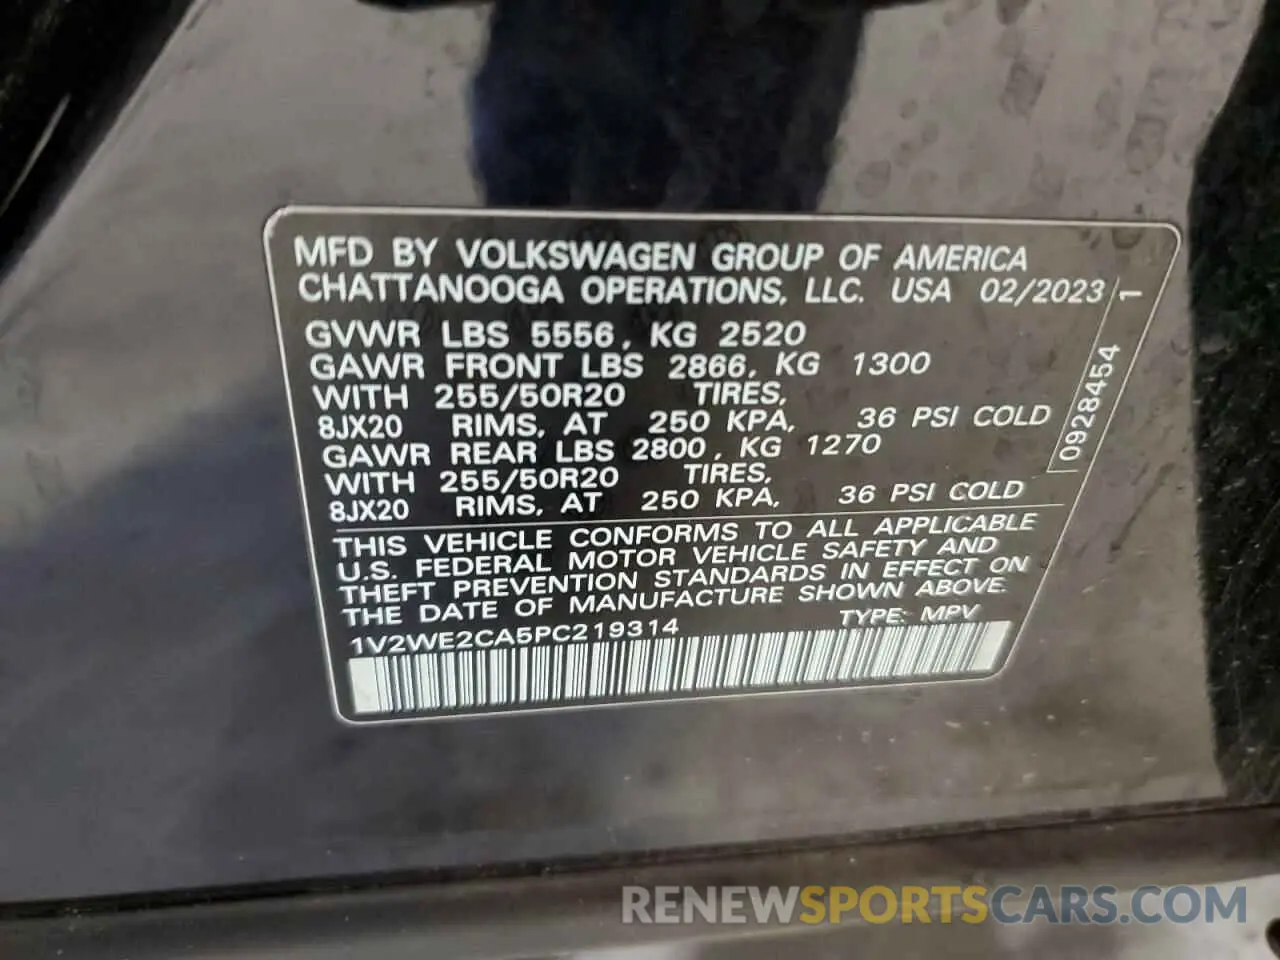 MFD BY VOLKSWAGEN GROUP OF AMERICA
CHATTANOOGA OPERATIONS, LLC. USA 02/2023 1
GVWR LBS 5556, KG 2520
GAWR FRONT LBS 2866, KG 1300
WITH 255/50R20 TIRES,
8JX20 RIMS, AT 250 KPA, 36 PSI COLD
GAWR REAR LBS 2800, KG 1270
WITH 255/50R20 TIRES,
8JX20 RIMS, AT 250 KPA, 36 PSI COLD
0928454
THIS VEHICLE CONFORMS TO ALL APPLICABLE
U.S. FEDERAL MOTOR VEHICLE SAFETY AND
THEFT PREVENTION STANDARDS IN EFFECT ON
THE DATE OF MANUFACTURE SHOWN ABOVE.
1V2WE2CA5PC219314 TYPE: MPV
RENEWSPORTSCARS.COM